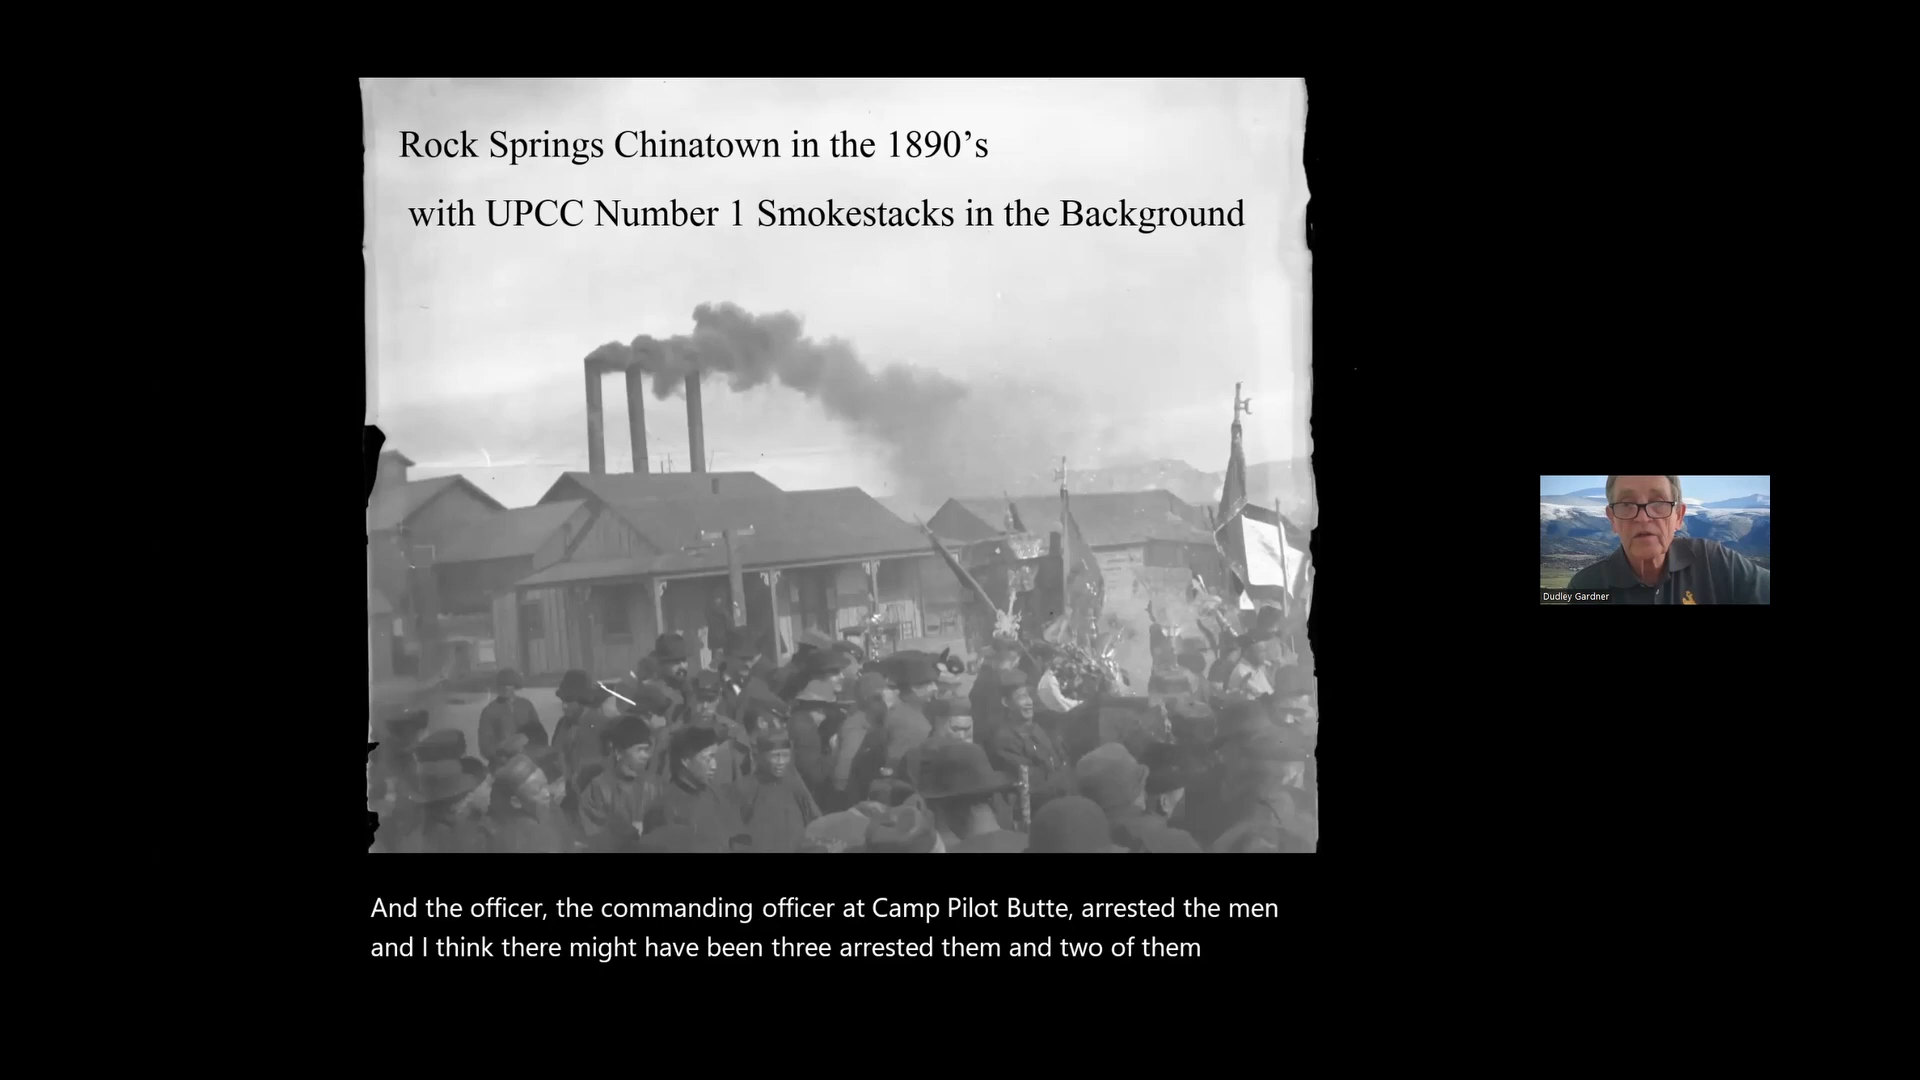 Rock Springs Chinatown in the 1890’s
with UPCC Number 1 Smokestacks in the Background
Dudley Gardner
And the officer, the commanding officer at Camp Pilot Butte, arrested the men
and I think there might have been three arrested them and two of them